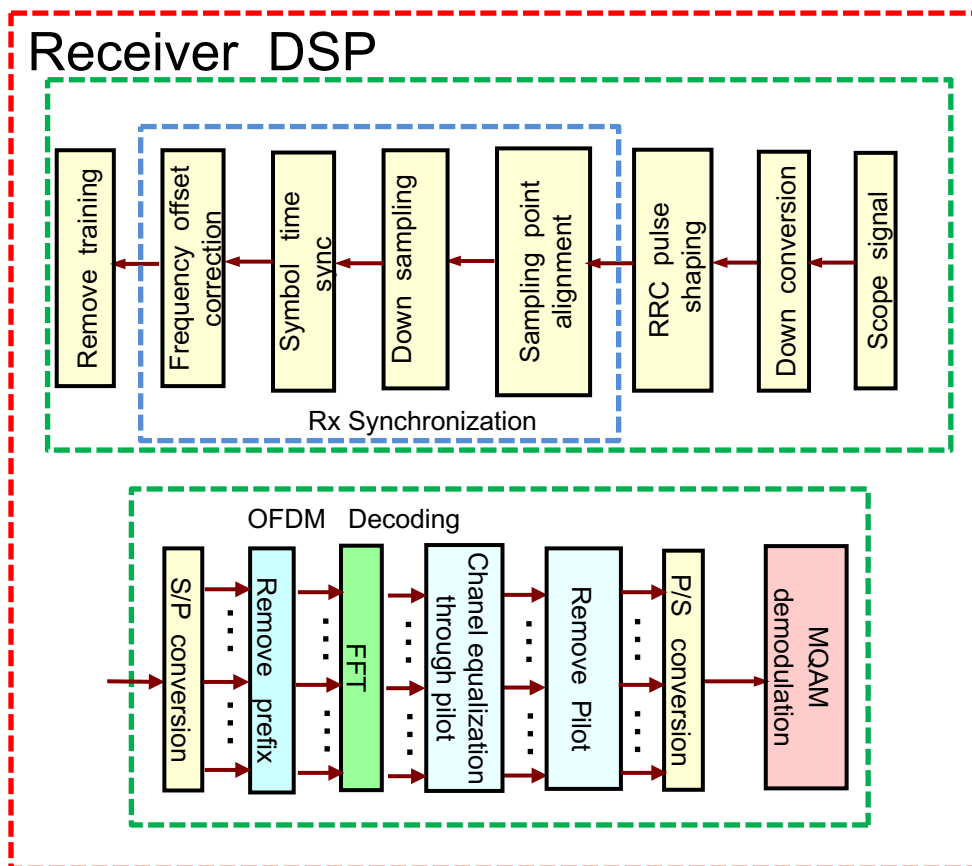 Receiver DSP
Remove training
Frequency offset
correction
Symbol time
sync
Down sampling
Sampling point
alignment
RRC pulse
shaping
Down conversion
Scope signal
Rx Synchronization
OFDM Decoding
S/P conversion
Remove prefix
FFT
Chanel equalization
through pilot
Remove Pilot
P/S conversion
MQAM
demodulation